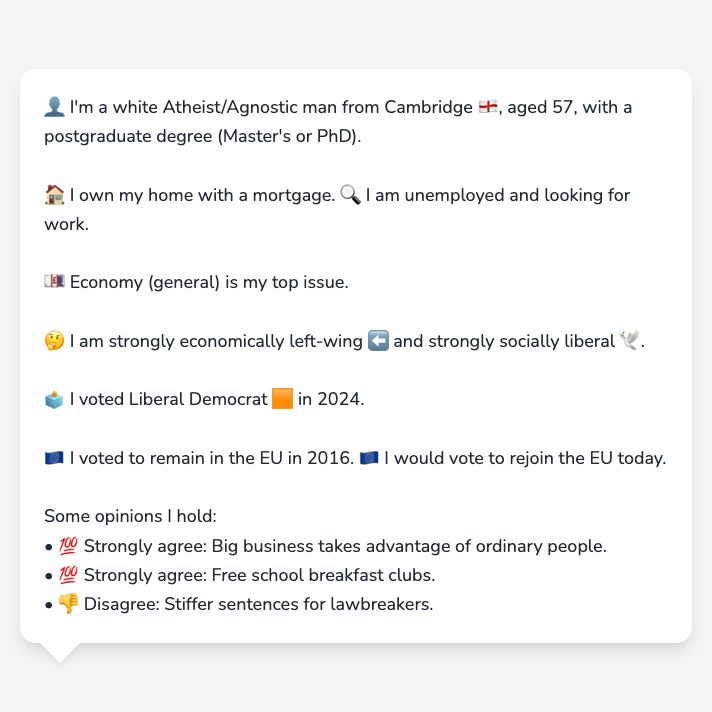 👤 I'm a white Atheist/Agnostic man from Cambridge 🏴󠁧󠁢󠁥󠁮󠁧󠁿, aged 57, with a
postgraduate degree (Master's or PhD).
🏠 I own my home with a mortgage. 🔍 I am unemployed and looking for
work.
💷 Economy (general) is my top issue.
🤔 I am strongly economically left-wing ⬅️ and strongly socially liberal 🕊️.
🗳️ I voted Liberal Democrat 🟧 in 2024.
🇪🇺 I voted to remain in the EU in 2016. 🇪🇺 I would vote to rejoin the EU today.
Some opinions I hold:
• 💯 Strongly agree: Big business takes advantage of ordinary people.
• 💯 Strongly agree: Free school breakfast clubs.
• 👎 Disagree: Stiffer sentences for lawbreakers.